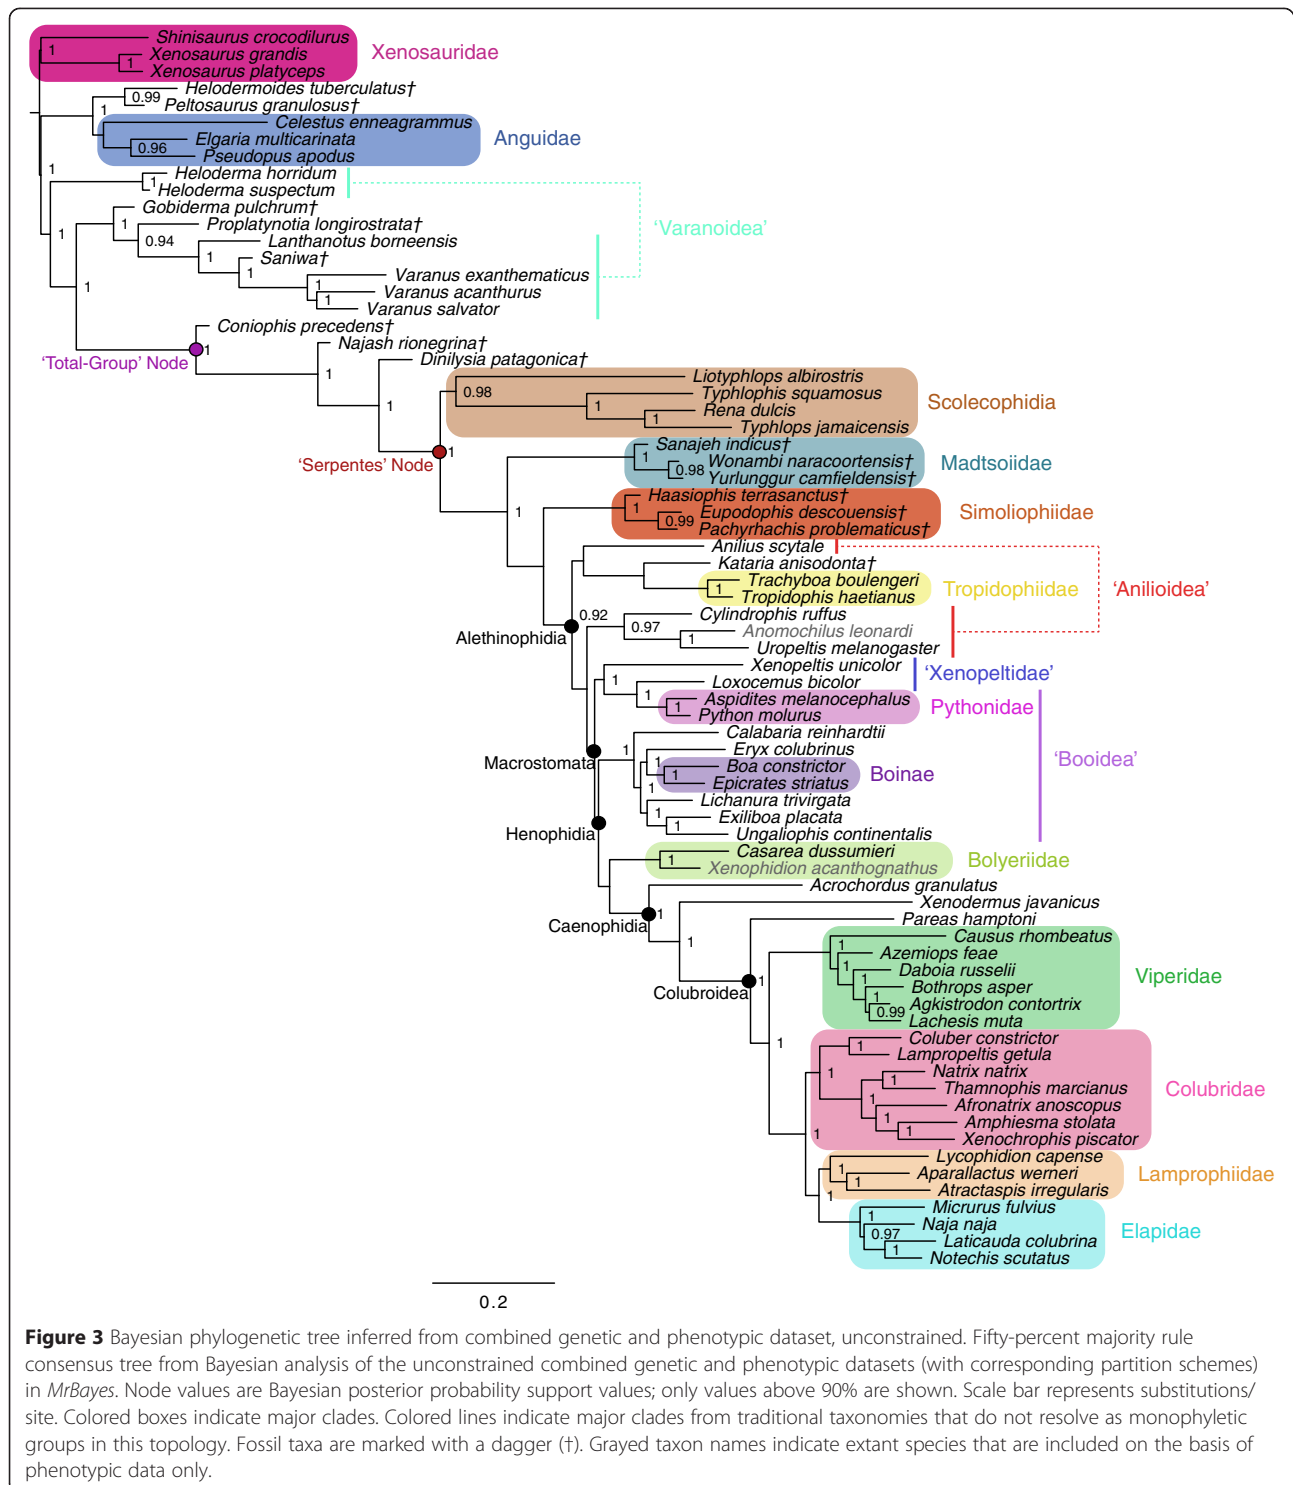 Shinisaurus crocodilurus
1
Xenosaurus grandis
Xenosauridae
1
Xenosaurus platyceps
Helodermoides tuberculatus†
0.99
Peltosaurus granulosus†
1
Celestus enneagrammus
Elgaria multicarinata
Anguidae
0.96
Pseudopus apodus
1
Heloderma horridum
1
Heloderma suspectum
Gobiderma pulchrum†
1
Proplatynotia longirostrata†
'Varanoidea'
1
0.94
Lanthanotus borneensis
1
Saniwa†
1
Varanus exanthematicus
1
1
Varanus acanthurus
1
Varanus salvator
Coniophis precedens†
1
'Total-Group' Node
Najash rionegrina†
Dinilysia patagonica†
1
Liotyphlops albirostris
0.98
Typhlophis squamosus
Scolecophidia
1
1
Rena dulcis
1
Typhlops jamaicensis
Sanajeh indicus†
1
'Serpentes' Node
1
Wonambi naracoortensis†
Madtsoiidae
0.98
Yurlunggur camfieldensis†
Haasiophis terrasanctus†
1
1
Eupodophis descouensis†
Simoliophiidae
0.99
Pachyrhachis problematicus†
Anilius scytale
Kataria anisodonta†
Trachyboa boulengeri
1
Tropidophiidae
'Anilioidea'
Tropidophis haetianus
0.92
Cylindrophis ruffus
0.97
Anomochilus leonardi
Alethinophidia
1
Uropeltis melanogaster
Xenopeltis unicolor
'Xenopeltidae'
1
Loxocemus bicolor
1
Aspidites melanocephalus
1
Pythonidae
Python molurus
Calabaria reinhardtii
1
Eryx colubrinus
'Booidea'
Macrostomata
1
Boa constrictor
1
Boinae
1
Epicrates striatus
Lichanura trivirgata
1
Exiliboa placata
1
Henophidia
Ungaliophis continentalis
Casarea dussumieri
1
Bolyeriidae
Xenophidion acanthognathus
Acrochordus granulatus
Xenodermus javanicus
1
Caenophidia
Pareas hamptoni
1
Causus rhombeatus
1
Azemiops feae
1
Daboia russelii
1
Viperidae
Colubroidea
1
Bothrops asper
1
Agkistrodon contortrix
0.99
Lachesis muta
Coluber constrictor
1
1
Lampropeltis getula
1
Natrix natrix
1
Thamnophis marcianus
Colubridae
1
Afronatrix anoscopus
1
Amphiesma stolata
1
1
Xenochrophis piscator
Lycophidion capense
1
Aparallactus werneri
Lamprophiidae
1
1
Atractaspis irregularis
Micrurus fulvius
1
Naja naja
Elapidae
0.97
Laticauda colubrina
1
Notechis scutatus
0.2
Figure 3 Bayesian phylogenetic tree inferred from combined genetic and phenotypic dataset, unconstrained. Fifty-percent majority rule
consensus tree from Bayesian analysis of the unconstrained combined genetic and phenotypic datasets (with corresponding partition schemes)
in MrBayes. Node values are Bayesian posterior probability support values; only values above 90% are shown. Scale bar represents substitutions/
site. Colored boxes indicate major clades. Colored lines indicate major clades from traditional taxonomies that do not resolve as monophyletic
groups in this topology. Fossil taxa are marked with a dagger (†). Grayed taxon names indicate extant species that are included on the basis of
phenotypic data only.